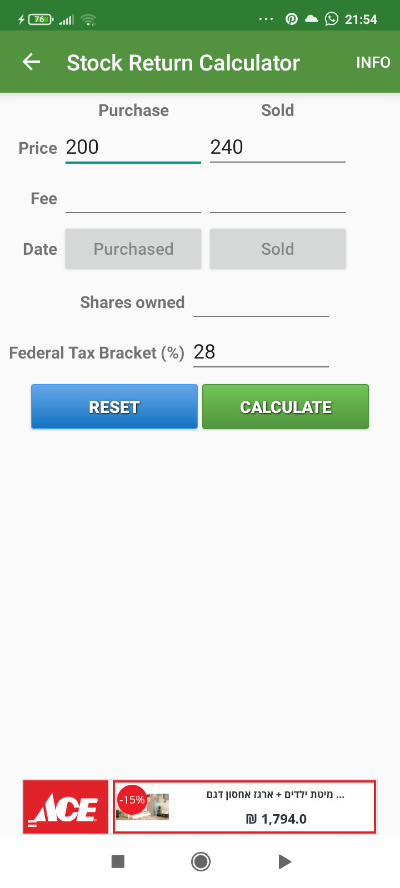 76 21:54
Stock Return Calculator INFO
Purchase Sold
Price 200 240
Fee
Date Purchased Sold
Shares owned
Federal Tax Bracket (%) 28
RESET CALCULATE
ACE -15% מיטת ילדים + ארגז אחסון דגם ...
₪ 1,794.0